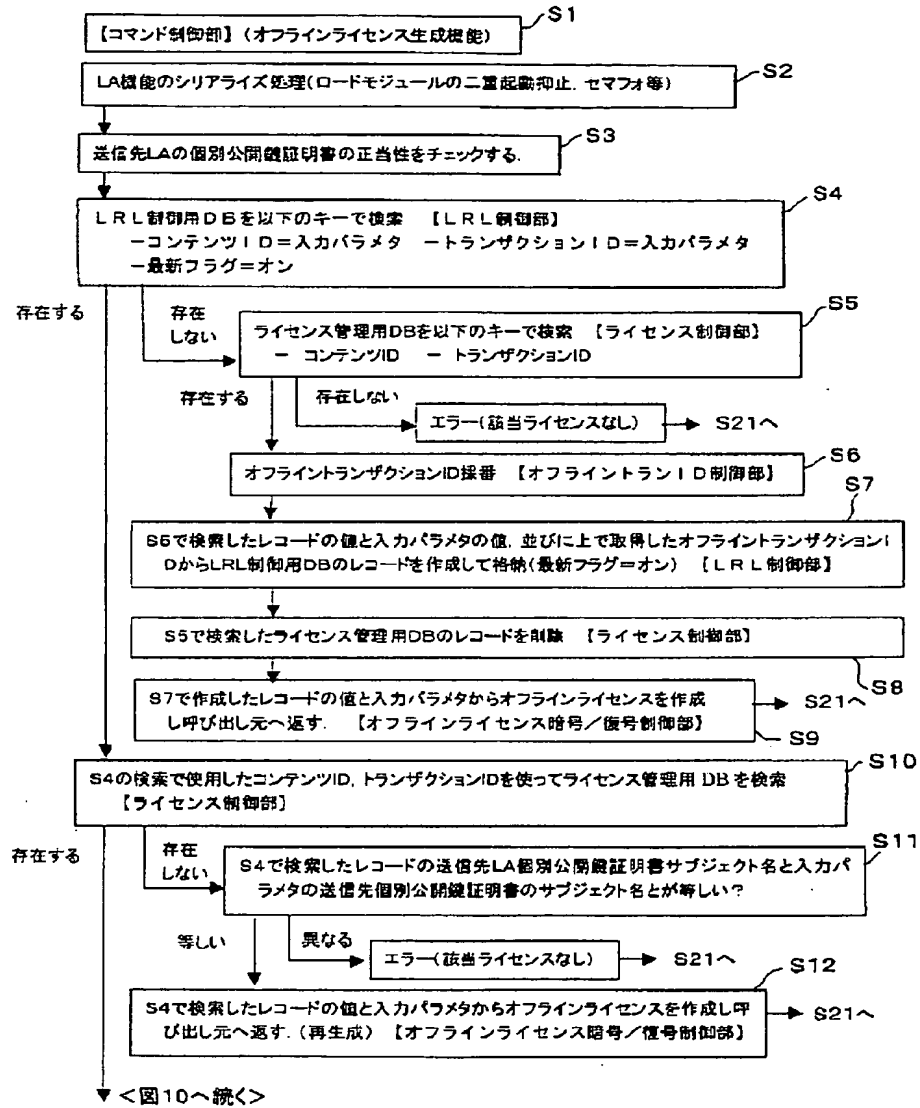 S1
【コマンド制御部】(オフラインライセンス生成機能)
S2
LA機能のシリアライズ処理(ロードモジュールの二重起動抑止，セマフォ等)
S3
送信先LAの個別公開鍵証明書の正当性をチェックする．
S4
LRL制御用DBを以下のキーで検索 【LRL制御部】
－コンテンツID＝入力パラメタ －トランザクションID＝入力パラメタ
－最新フラグ＝オン
存在する
存在
しない
S5
ライセンス管理用DBを以下のキーで検索 【ライセンス制御部】
－ コンテンツID － トランザクションID
存在する
存在しない
エラー(該当ライセンスなし)
S21へ
S6
オフライントランザクションID採番 【オフライントランID制御部】
S7
S5で検索したレコードの値と入力パラメタの値，並びに上で取得したオフライントランザクションI
DからLRL制御用DBのレコードを作成して格納(最新フラグ＝オン) 【LRL制御部】
S5で検索したライセンス管理用DBのレコードを削除 【ライセンス制御部】
S8
S7で作成したレコードの値と入力パラメタからオフラインライセンスを作成
し呼び出し元へ返す． 【オフラインライセンス暗号／復号制御部】
S21へ
S9
S10
S4の検索で使用したコンテンツID，トランザクションIDを使ってライセンス管理用DBを検索
【ライセンス制御部】
存在する
存在
しない
S11
S4で検索したレコードの送信先LA個別公開鍵証明書サブジェクト名と入力パ
ラメタの送信先個別公開鍵証明書のサブジェクト名とが等しい？
等しい
異なる
エラー(該当ライセンスなし)
S21へ
S12
S4で検索したレコードの値と入力パラメタからオフラインライセンスを作成し呼
び出し元へ返す．(再生成) 【オフラインライセンス暗号／復号制御部】
S21へ
＜図10へ続く＞